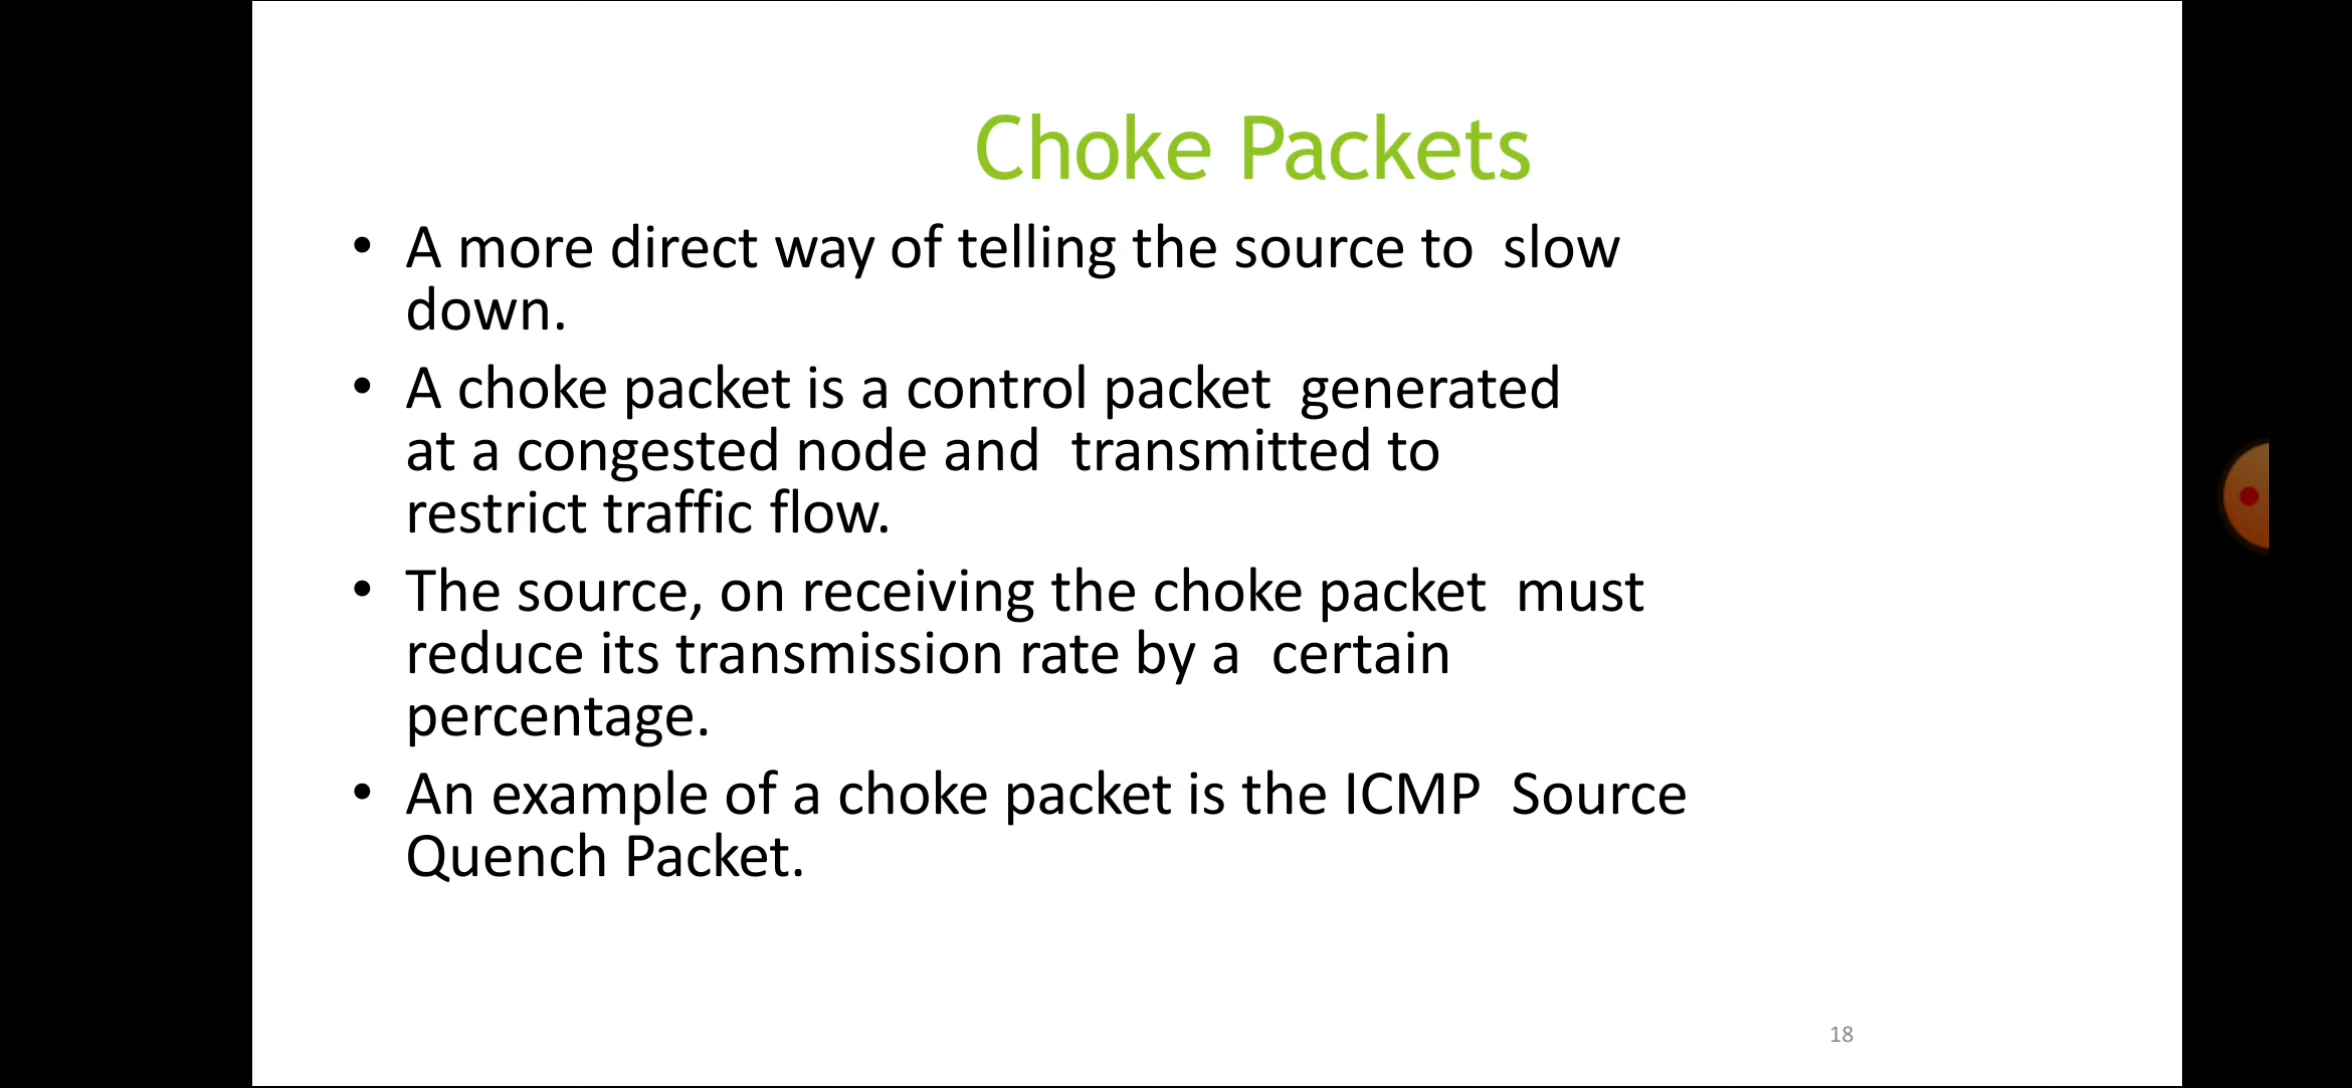 Choke Packets
• A more direct way of telling the source to slow
down.
• A choke packet is a control packet generated
at a congested node and transmitted to
restrict traffic flow.
• The source, on receiving the choke packet must
reduce its transmission rate by a certain
percentage.
• An example of a choke packet is the ICMP Source
Quench Packet.
18